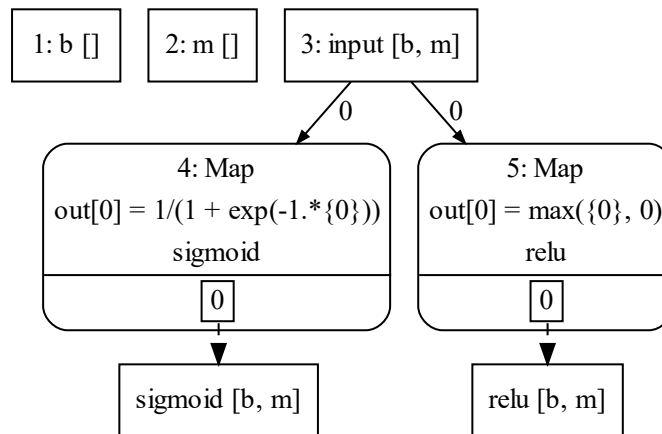 1: b []
2: m []
3: input [b, m]
0
0
4: Map
out[0] = 1/(1 + exp(-1.*{0}))
sigmoid
0
5: Map
out[0] = max({0}, 0)
relu
0
sigmoid [b, m]
relu [b, m]